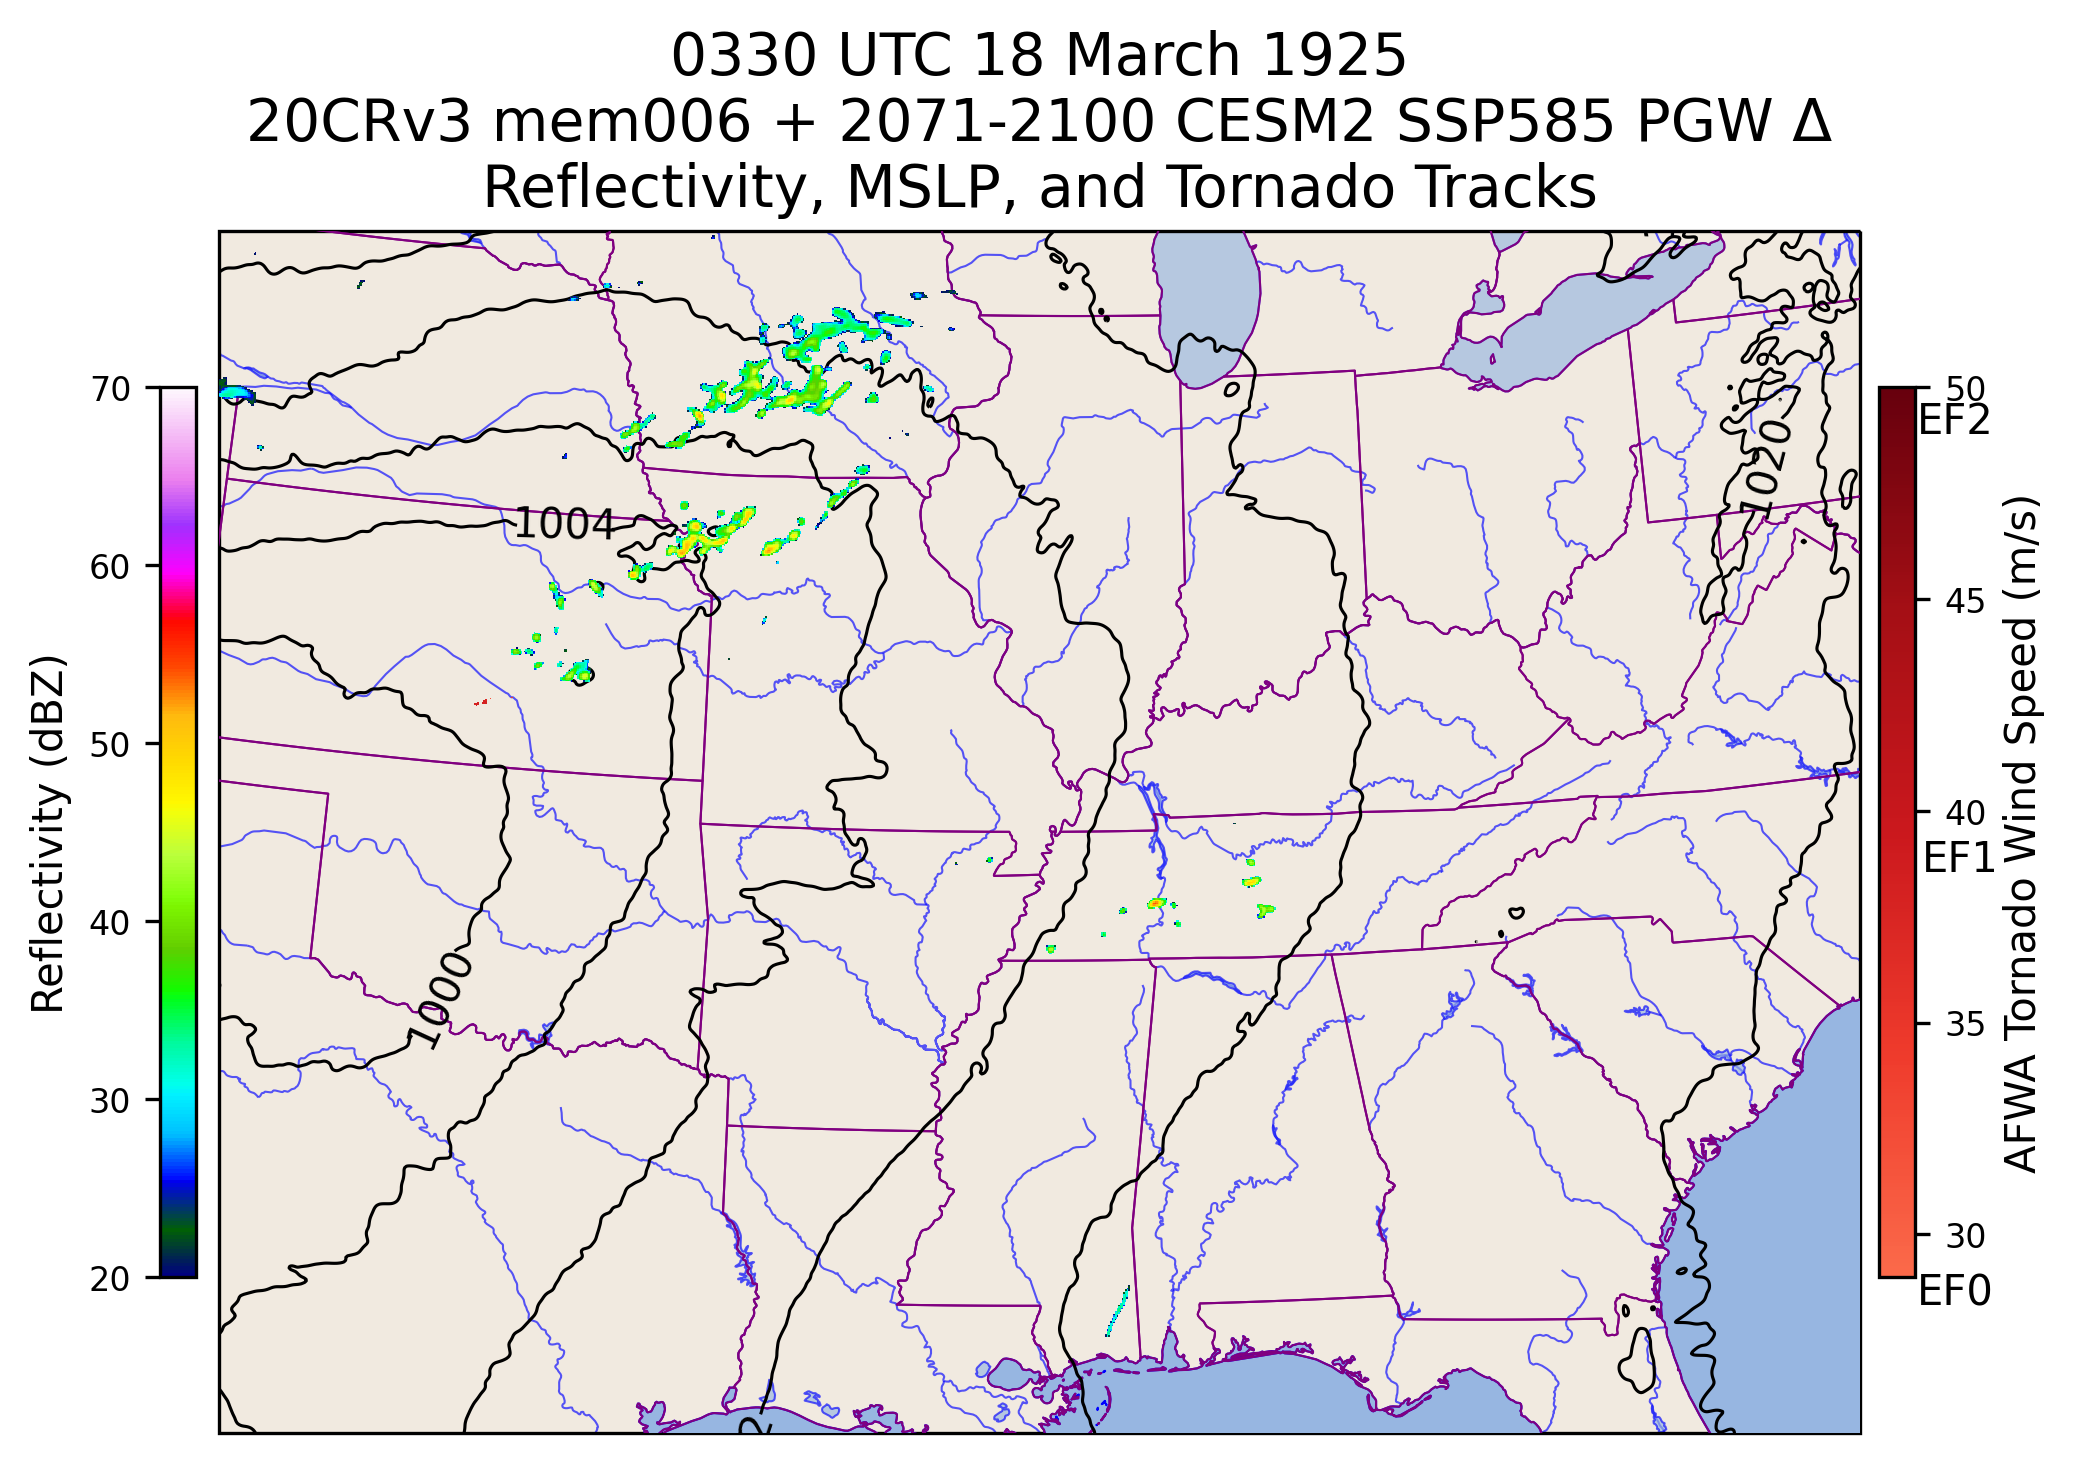 0330 UTC 18 March 1925
20CRv3 mem006 + 2071-2100 CESM2 SSP585 PGW Δ
Reflectivity, MSLP, and Tornado Tracks
70
60
50
40
30
20
Reflectivity (dBZ)
1004
1020
1000
2
50
EF2
45
40
EF1
35
30
EF0
AFWA Tornado Wind Speed (m/s)